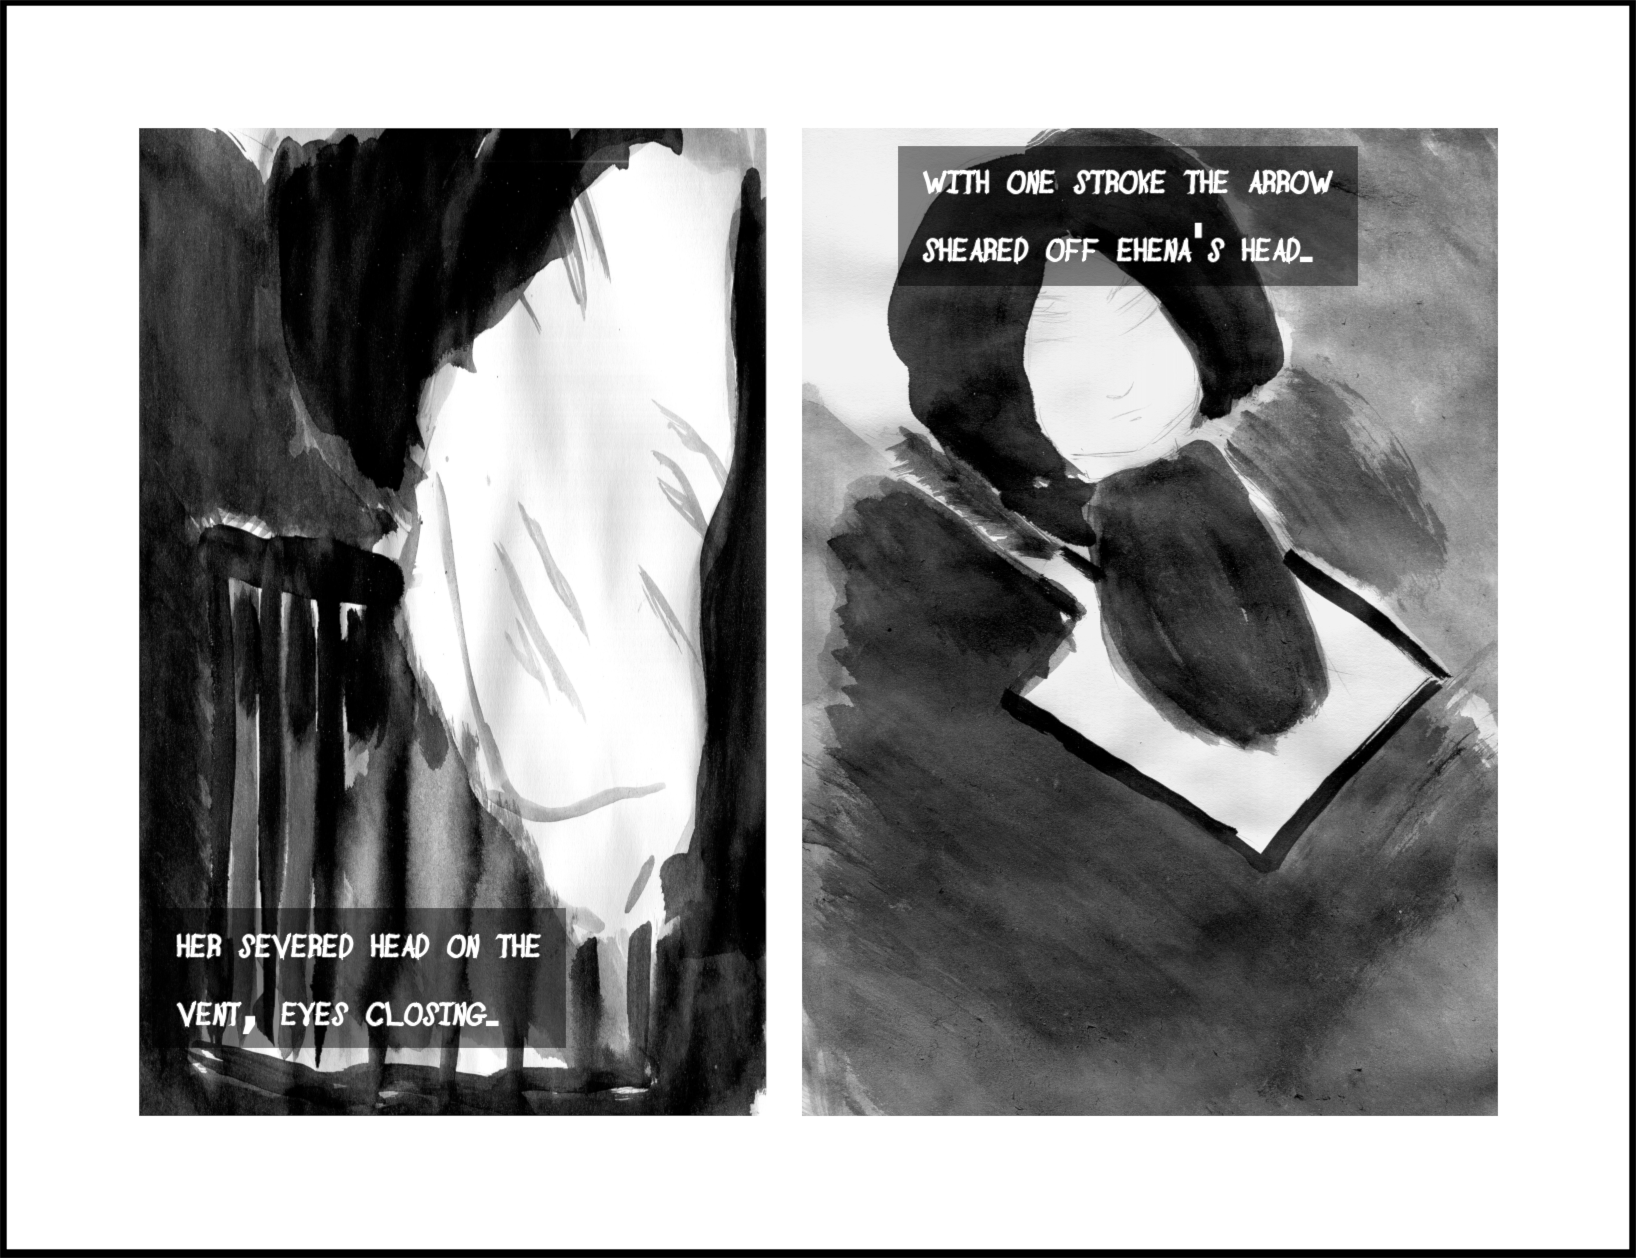 HER SEVERED HEAD ON THE
VENT, EYES CLOSING.
WITH ONE STROKE THE ARROW
SHEARED OFF EHENA'S HEAD.